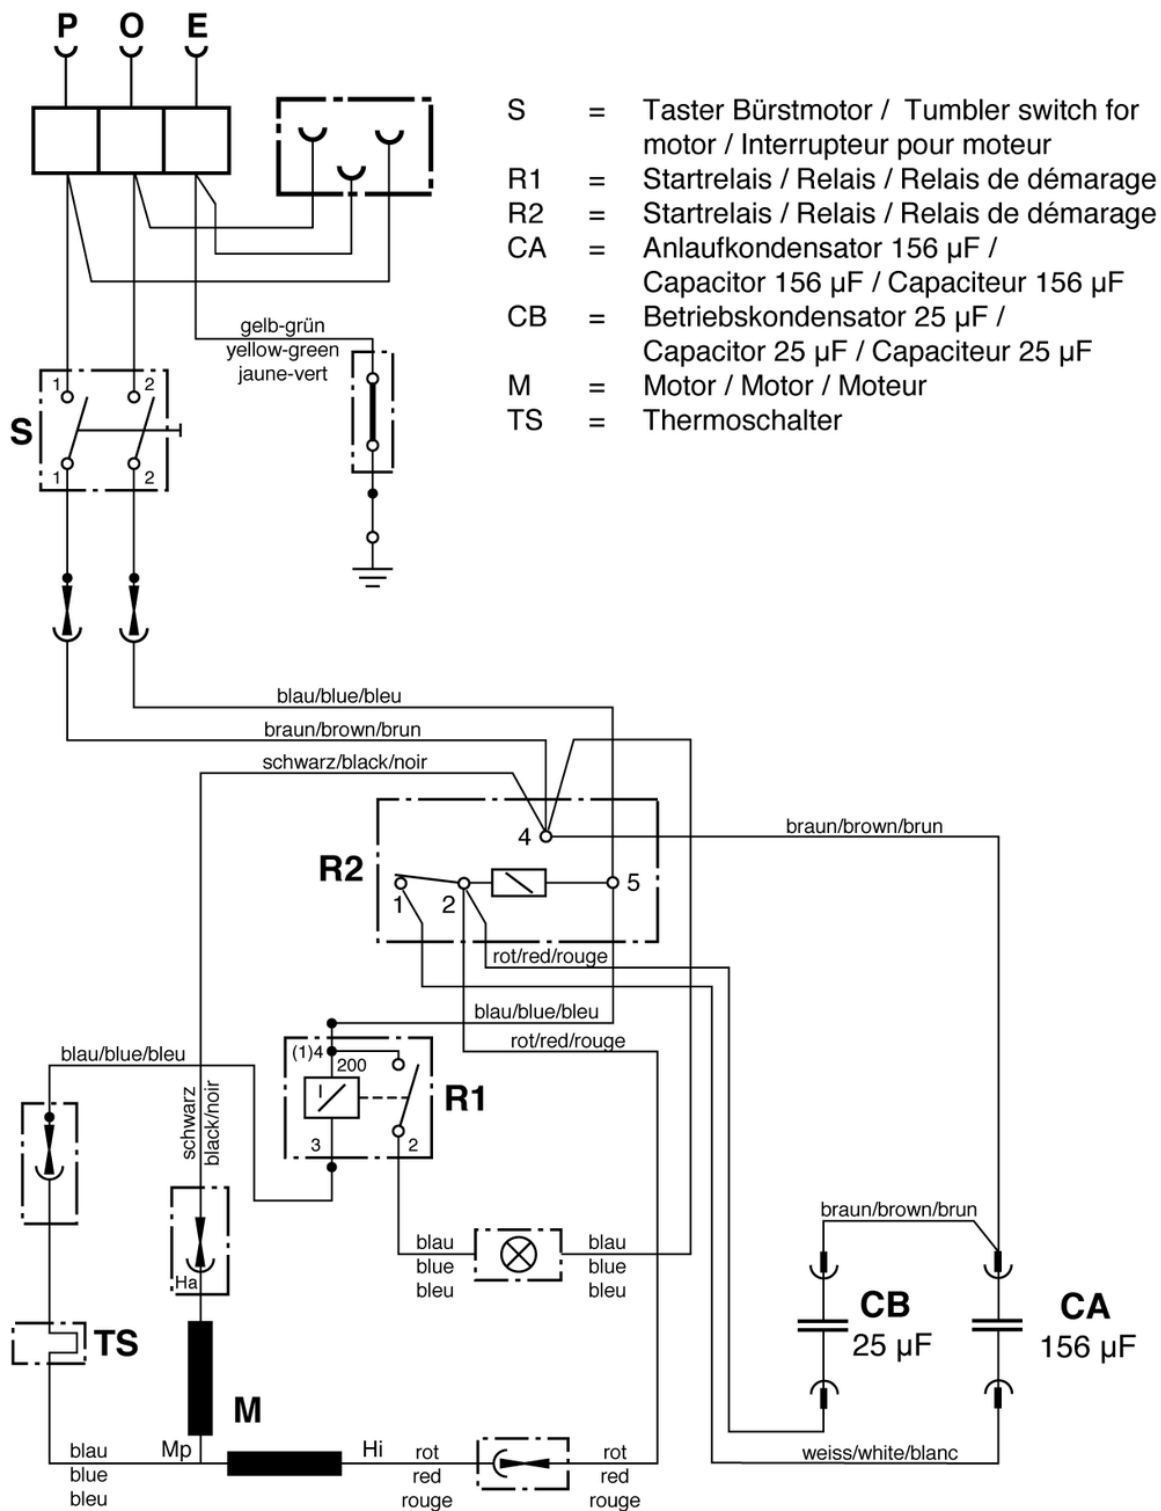 P O E
S = Taster Bürstmotor / Tumbler switch for
motor / Interrupteur pour moteur
R1 = Startrelais / Relais / Relais de démarage
R2 = Startrelais / Relais / Relais de démarage
CA = Anlaufkondensator 156 µF /
Capacitor 156 µF / Capaciteur 156 µF
CB = Betriebskondensator 25 µF /
Capacitor 25 µF / Capaciteur 25 µF
M = Motor / Motor / Moteur
TS = Thermoschalter
gelb-grün
yellow-green
jaune-vert
1 2
S
1 2
blau/blue/bleu
braun/brown/brun
schwarz/black/noir
braun/brown/brun
4
R2
5
1 2
rot/red/rouge
blau/blue/bleu
rot/red/rouge
blau/blue/bleu
(1)4
200
I
R1
3 2
schwarz
black/noir
Ha
blau
blue
bleu
blau
blue
bleu
braun/brown/brun
CB
25 µF
CA
156 µF
TS
M
Mp
Hi
blau
blue
bleu
rot
red
rouge
rot
red
rouge
weiss/white/blanc